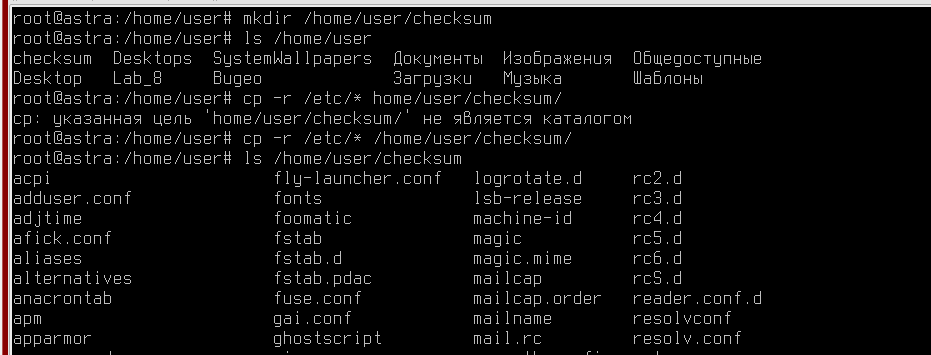 root@astra:/home/user# mkdir /home/user/checksum
root@astra:/home/user# ls /home/user
checksum Desktops SystemWallpapers Документы Изображения Общедоступные
Desktop Lab_8 Видео Загрузки Музыка Шаблоны
root@astra:/home/user# cp -r /etc/* home/user/checksum/
cp: указанная цель 'home/user/checksum/' не является каталогом
root@astra:/home/user# cp -r /etc/* /home/user/checksum/
root@astra:/home/user# ls /home/user/checksum
acpi fly-launcher.conf logrotate.d rc2.d
adduser.conf fonts lsb-release rc3.d
adjtime foomatic machine-id rc4.d
afick.conf fstab magic rc5.d
aliases fstab.d magic.mime rc6.d
alternatives fstab.pdac mailcap rcS.d
anacrontab fuse.conf mailcap.order reader.conf.d
apm gai.conf mailname resolvconf
apparmor ghostscript mail.rc resolv.conf